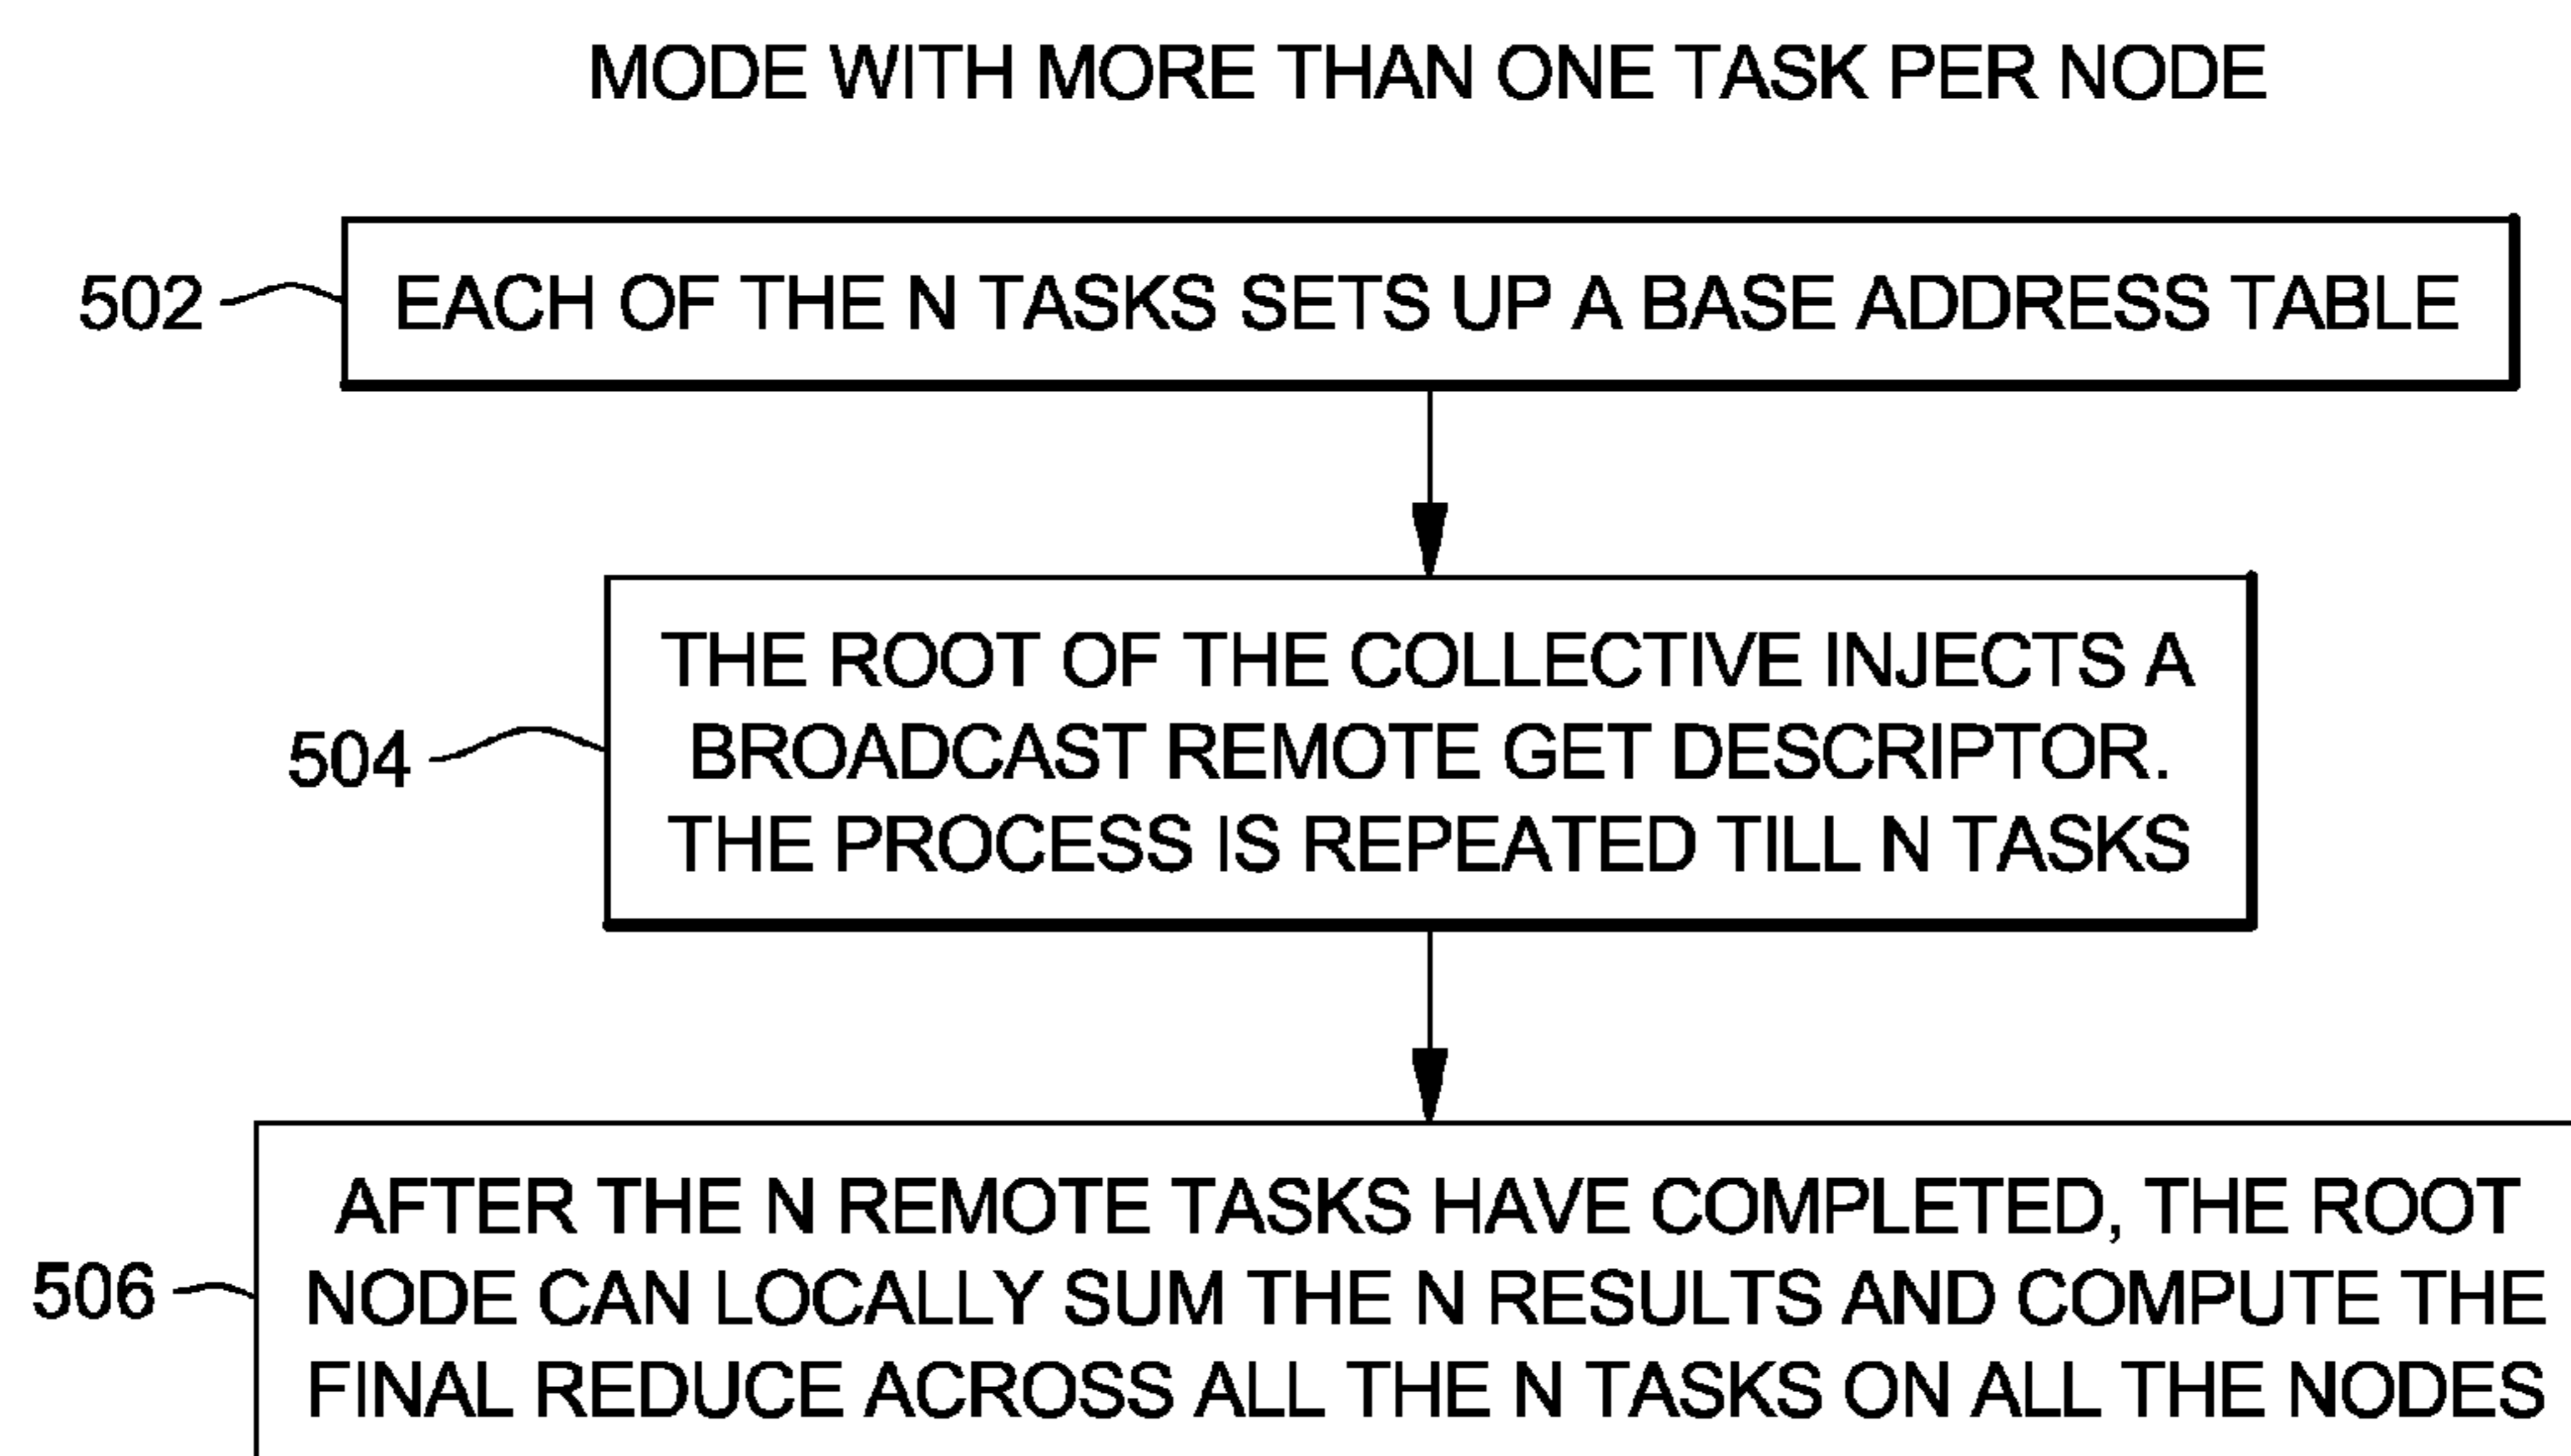 MODE WITH MORE THAN ONE TASK PER NODE
502
EACH OF THE N TASKS SETS UP A BASE ADDRESS TABLE
THE ROOT OF THE COLLECTIVE INJECTS A
504
BROADCAST REMOTE GET DESCRIPTOR.
THE PROCESS IS REPEATED TILL N TASKS
AFTER THE N REMOTE TASKS HAVE COMPLETED, THE ROOT
506
NODE CAN LOCALLY SUM THE N RESULTS AND COMPUTE THE
FINAL REDUCE ACROSS ALL THE N TASKS ON ALL THE NODES